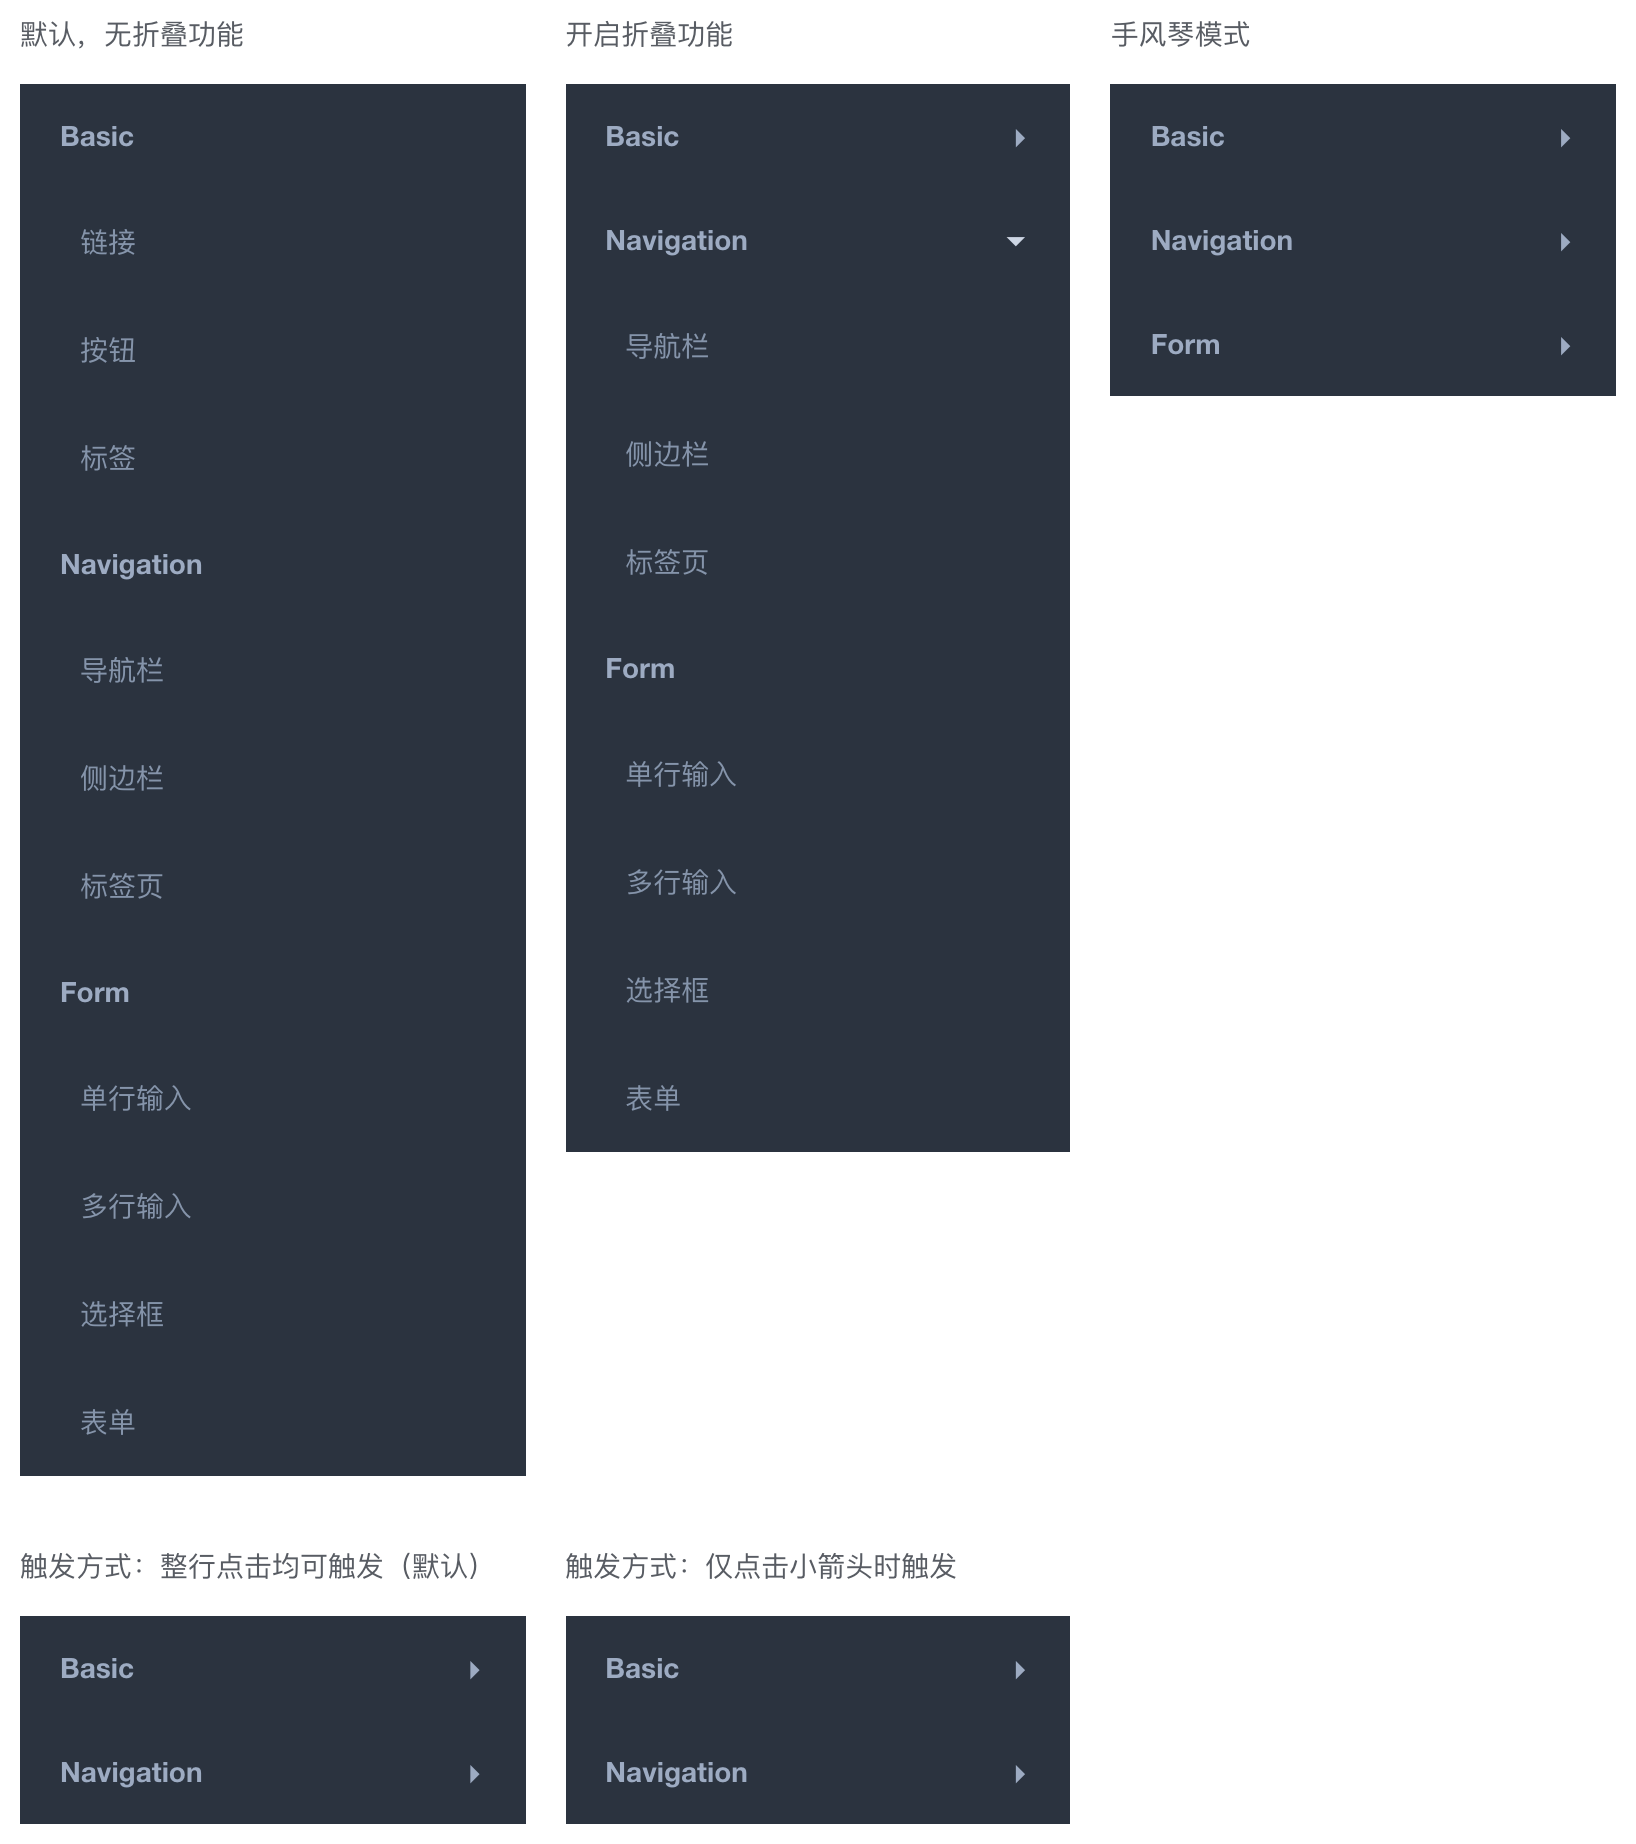 默认，无折叠功能
Basic
链接
按钮
标签
Navigation
导航栏
侧边栏
标签页
Form
单行输入
多行输入
选择框
表单
开启折叠功能
Basic
Navigation
导航栏
侧边栏
标签页
Form
单行输入
多行输入
选择框
表单
手风琴模式
Basic
Navigation
Form
触发方式：整行点击均可触发（默认）
Basic
Navigation
触发方式：仅点击小箭头时触发
Basic
Navigation